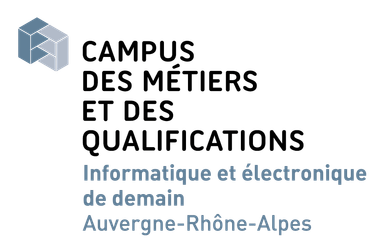 CAMPUS
DES MÉTIERS
ET DES
QUALIFICATIONS
Informatique et électronique
de demain
Auvergne-Rhône-Alpes